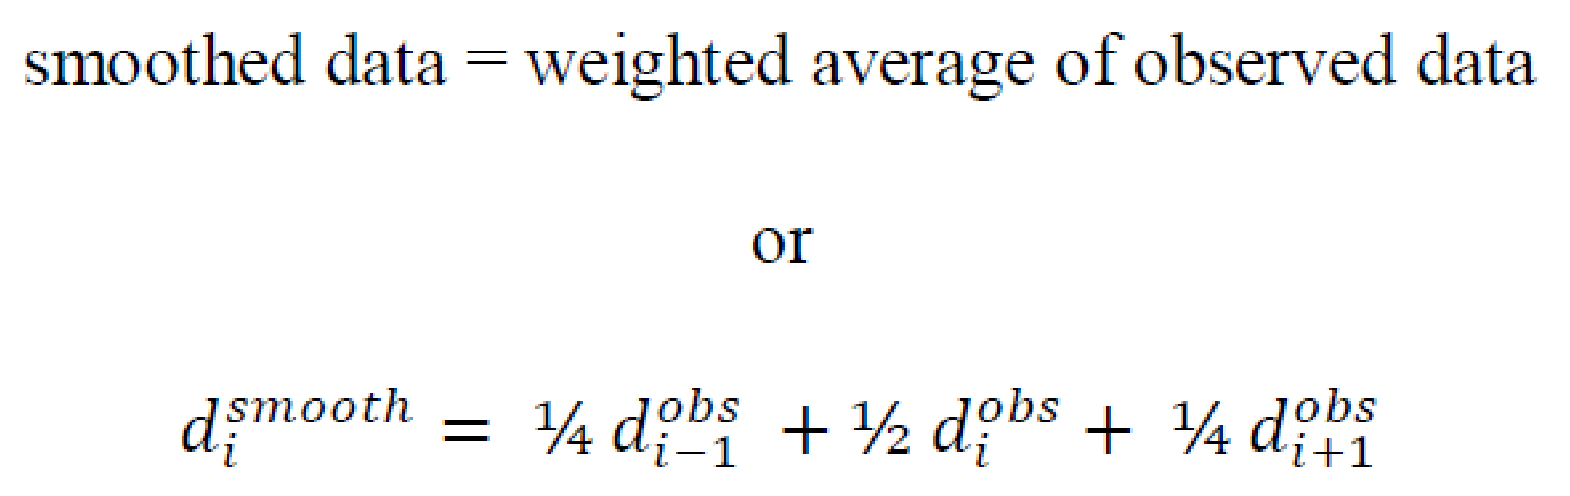 smoothed data = weighted average of observed data
or
d_i^{smooth} = ¼ d_{i−1}^{obs} + ½ d_i^{obs} + ¼ d_{i+1}^{obs}